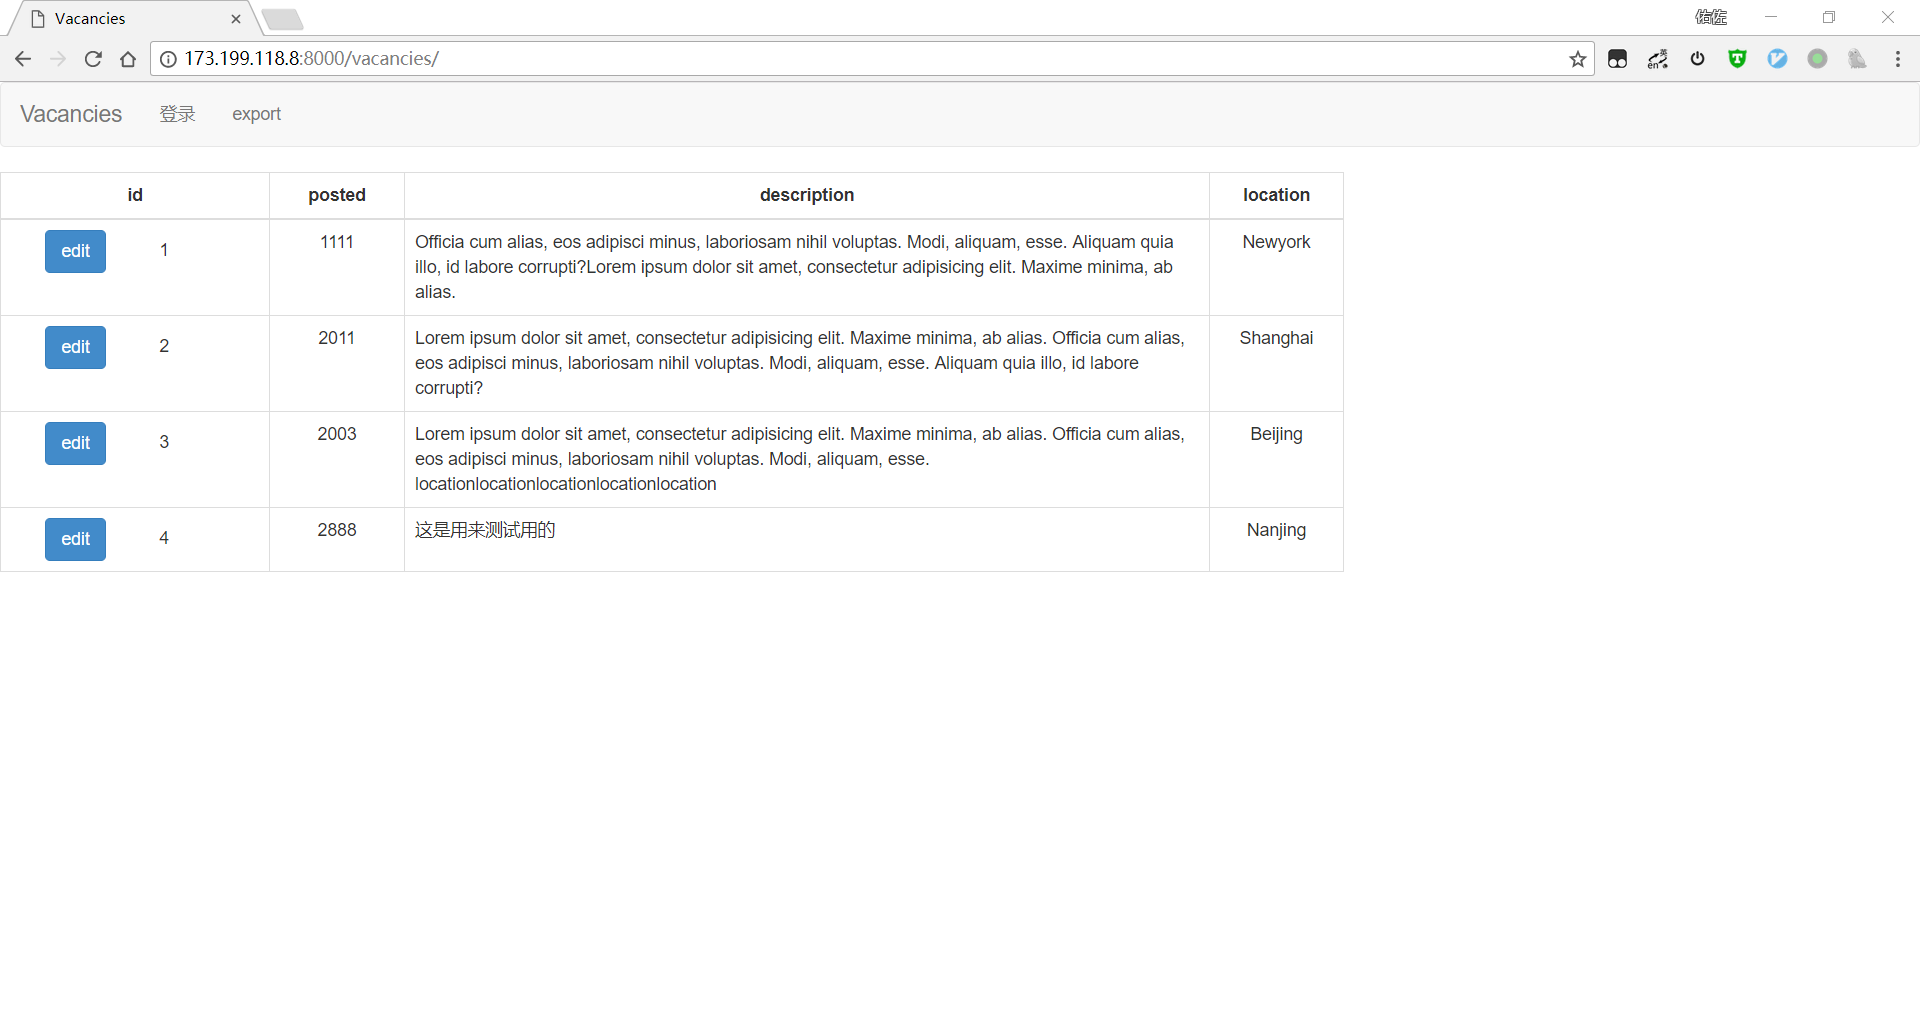 Vacancies
佑佐
173.199.118.8:8000/vacancies/
英
en
Vacancies 登录 export
id posted description location
edit 1 1111 Officia cum alias, eos adipisci minus, laboriosam nihil voluptas. Modi, aliquam, esse. Aliquam quia Newyork
illo, id labore corrupti?Lorem ipsum dolor sit amet, consectetur adipisicing elit. Maxime minima, ab
alias.
edit 2 2011 Lorem ipsum dolor sit amet, consectetur adipisicing elit. Maxime minima, ab alias. Officia cum alias, Shanghai
eos adipisci minus, laboriosam nihil voluptas. Modi, aliquam, esse. Aliquam quia illo, id labore
corrupti?
edit 3 2003 Lorem ipsum dolor sit amet, consectetur adipisicing elit. Maxime minima, ab alias. Officia cum alias, Beijing
eos adipisci minus, laboriosam nihil voluptas. Modi, aliquam, esse.
locationlocationlocationlocationlocation
edit 4 2888 这是用来测试用的 Nanjing